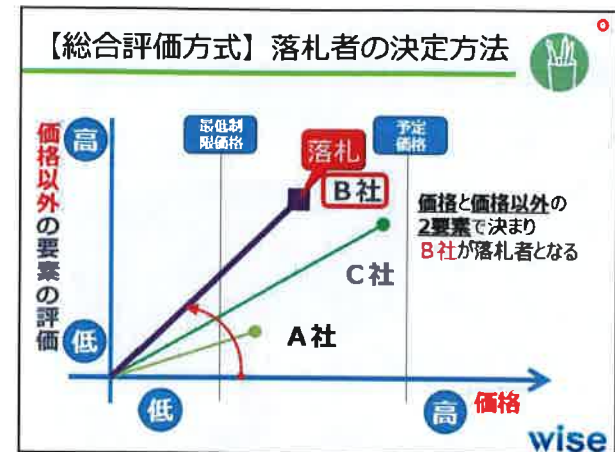 【総合評価方式】落札者の決定方法
価格以外の要素の評価
高
低
最低制
限価格
予定
価格
落札
B社
C社
A社
価格と価格以外の
2要素で決まり
B社が落札者となる
低
高
価格
wise